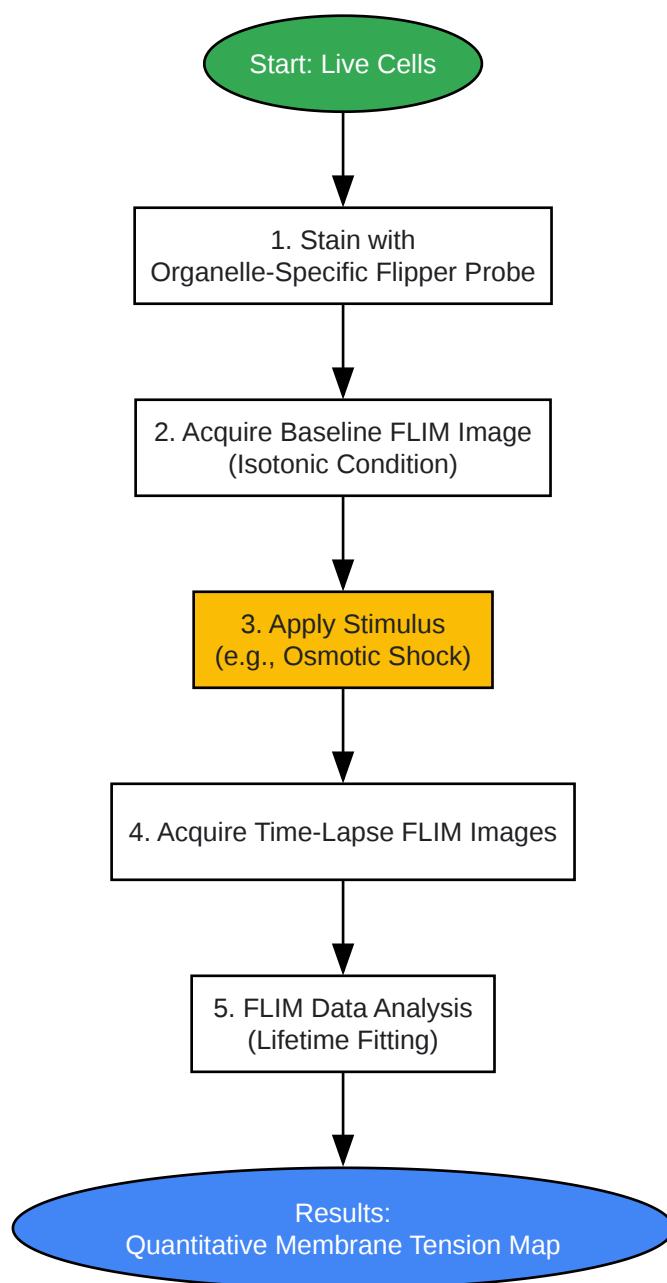 Start: Live Cells
1. Stain with
Organelle-Specific Flipper Probe
2. Acquire Baseline FLIM Image
(Isotonic Condition)
3. Apply Stimulus
(e.g., Osmotic Shock)
4. Acquire Time-Lapse FLIM Images
5. FLIM Data Analysis
(Lifetime Fitting)
Results:
Quantitative Membrane Tension Map